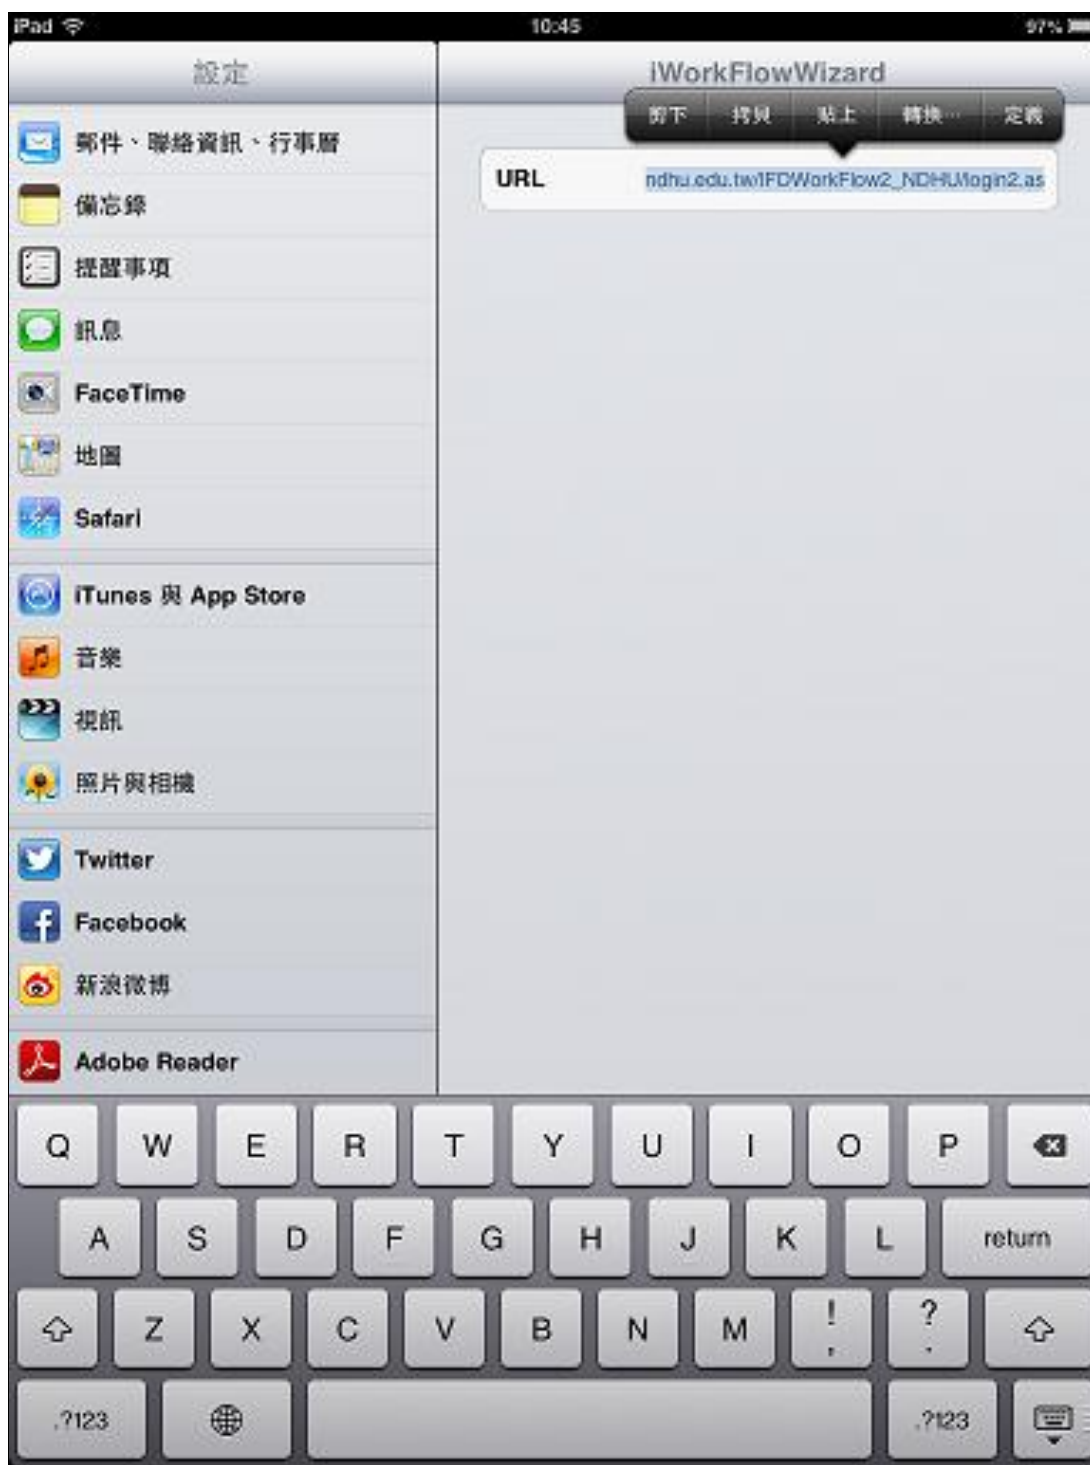 iPad 10:45 97%
設定
iWorkFlowWizard
剪下 拷貝 貼上 轉換… 定義
URL ndhu.edu.tw/IFDWorkFlow2_NDHU/login2.as
郵件、聯絡資訊、行事曆
備忘錄
提醒事項
訊息
FaceTime
地圖
Safari
iTunes 與 App Store
音樂
視訊
照片與相機
Twitter
Facebook
新浪微博
Adobe Reader
Q W E R T Y U I O P
A S D F G H J K L return
Z X C V B N M ! , ? .
.?123 .?123